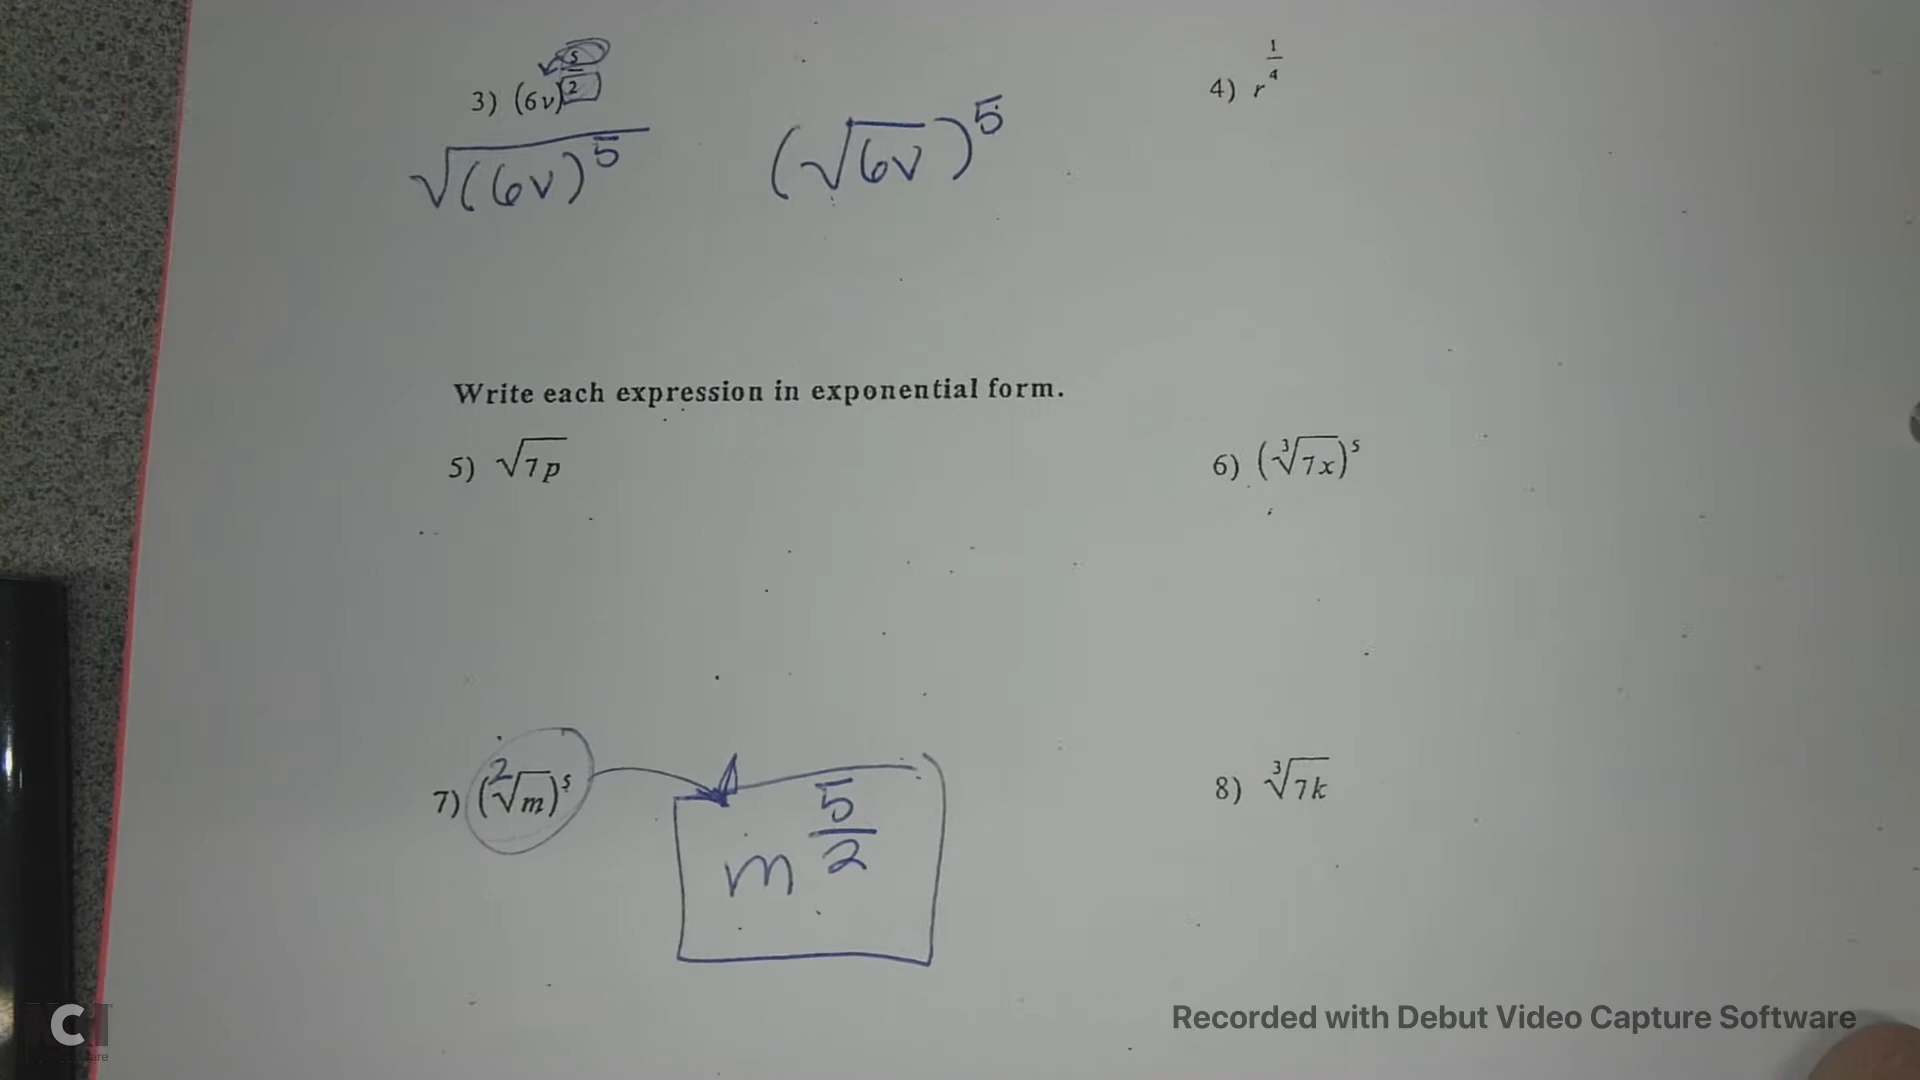 3) (6v)^(5/2)
4) r^(1/4)
√(6v)^5
(√6v)^5
Write each expression in exponential form.
5) √7p
6) (∛7x)^5
7) (²√m)^5
m^(5/2)
8) ∛7k
Recorded with Debut Video Capture Software